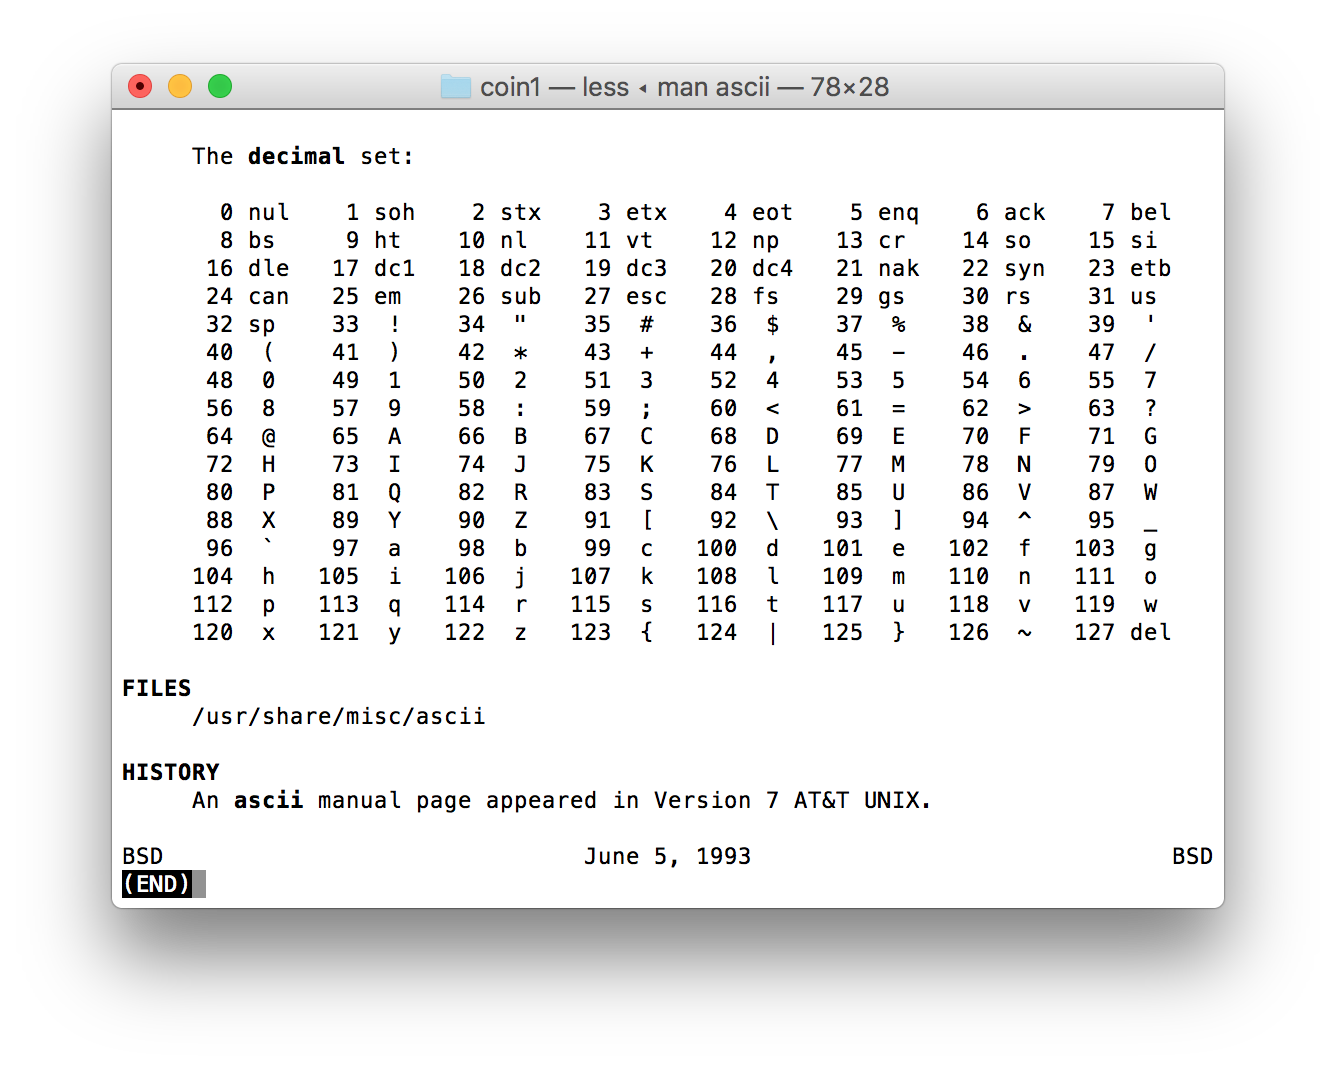 coin1 — less ◂ man ascii — 78×28
The decimal set:
0 nul 1 soh 2 stx 3 etx 4 eot 5 enq 6 ack 7 bel
8 bs 9 ht 10 nl 11 vt 12 np 13 cr 14 so 15 si
16 dle 17 dc1 18 dc2 19 dc3 20 dc4 21 nak 22 syn 23 etb
24 can 25 em 26 sub 27 esc 28 fs 29 gs 30 rs 31 us
32 sp 33 ! 34 " 35 # 36 $ 37 % 38 & 39 '
40 ( 41 ) 42 * 43 + 44 , 45 - 46 . 47 /
48 0 49 1 50 2 51 3 52 4 53 5 54 6 55 7
56 8 57 9 58 : 59 ; 60 < 61 = 62 > 63 ?
64 @ 65 A 66 B 67 C 68 D 69 E 70 F 71 G
72 H 73 I 74 J 75 K 76 L 77 M 78 N 79 O
80 P 81 Q 82 R 83 S 84 T 85 U 86 V 87 W
88 X 89 Y 90 Z 91 [ 92 \ 93 ] 94 ^ 95 _
96 ` 97 a 98 b 99 c 100 d 101 e 102 f 103 g
104 h 105 i 106 j 107 k 108 l 109 m 110 n 111 o
112 p 113 q 114 r 115 s 116 t 117 u 118 v 119 w
120 x 121 y 122 z 123 { 124 | 125 } 126 ~ 127 del
FILES
/usr/share/misc/ascii
HISTORY
An ascii manual page appeared in Version 7 AT&T UNIX.
BSD June 5, 1993 BSD
(END)